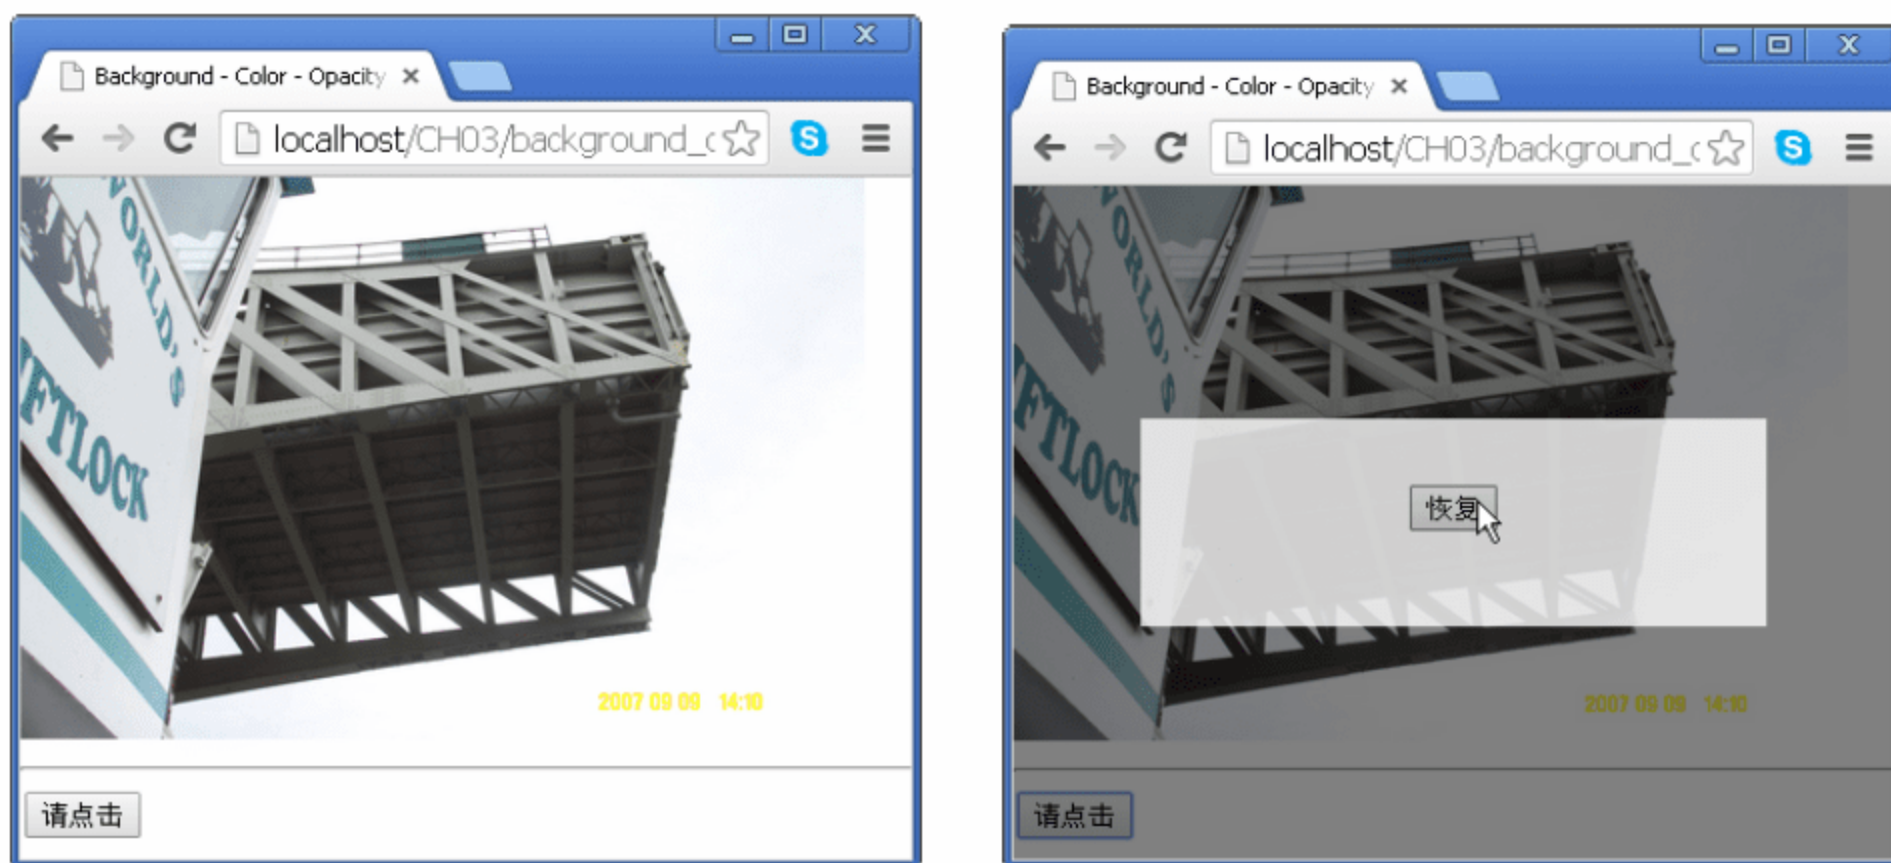 Background - Color - Opacity
localhost/CH03/background_c
WORLD'S
FTLOCK
2007 09 09 14:10
请点击
Background - Color - Opacity
localhost/CH03/background_c
ORLD'S
FTLOCK
恢复
2007 09 09 14:10
请点击